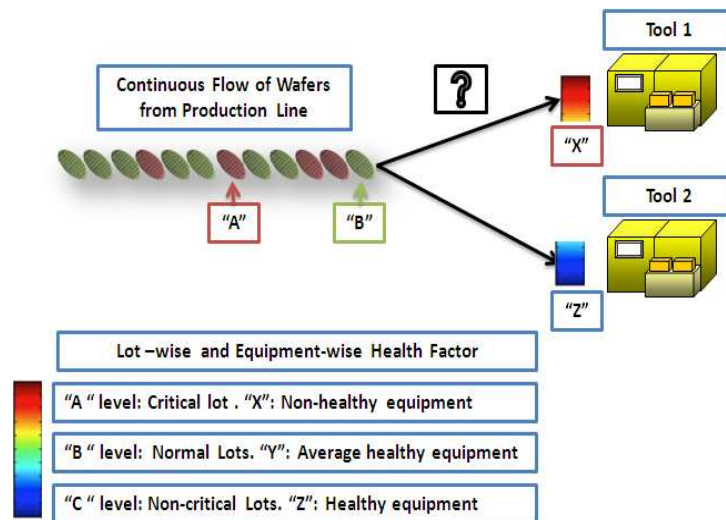 Tool 1
Continuous Flow of Wafers
from Production Line
?
"X"
"A"
"B"
Tool 2
"Z"
Lot –wise and Equipment-wise Health Factor
"A " level: Critical lot . "X": Non-healthy equipment
"B " level: Normal Lots. "Y": Average healthy equipment
"C " level: Non-critical Lots. "Z": Healthy equipment